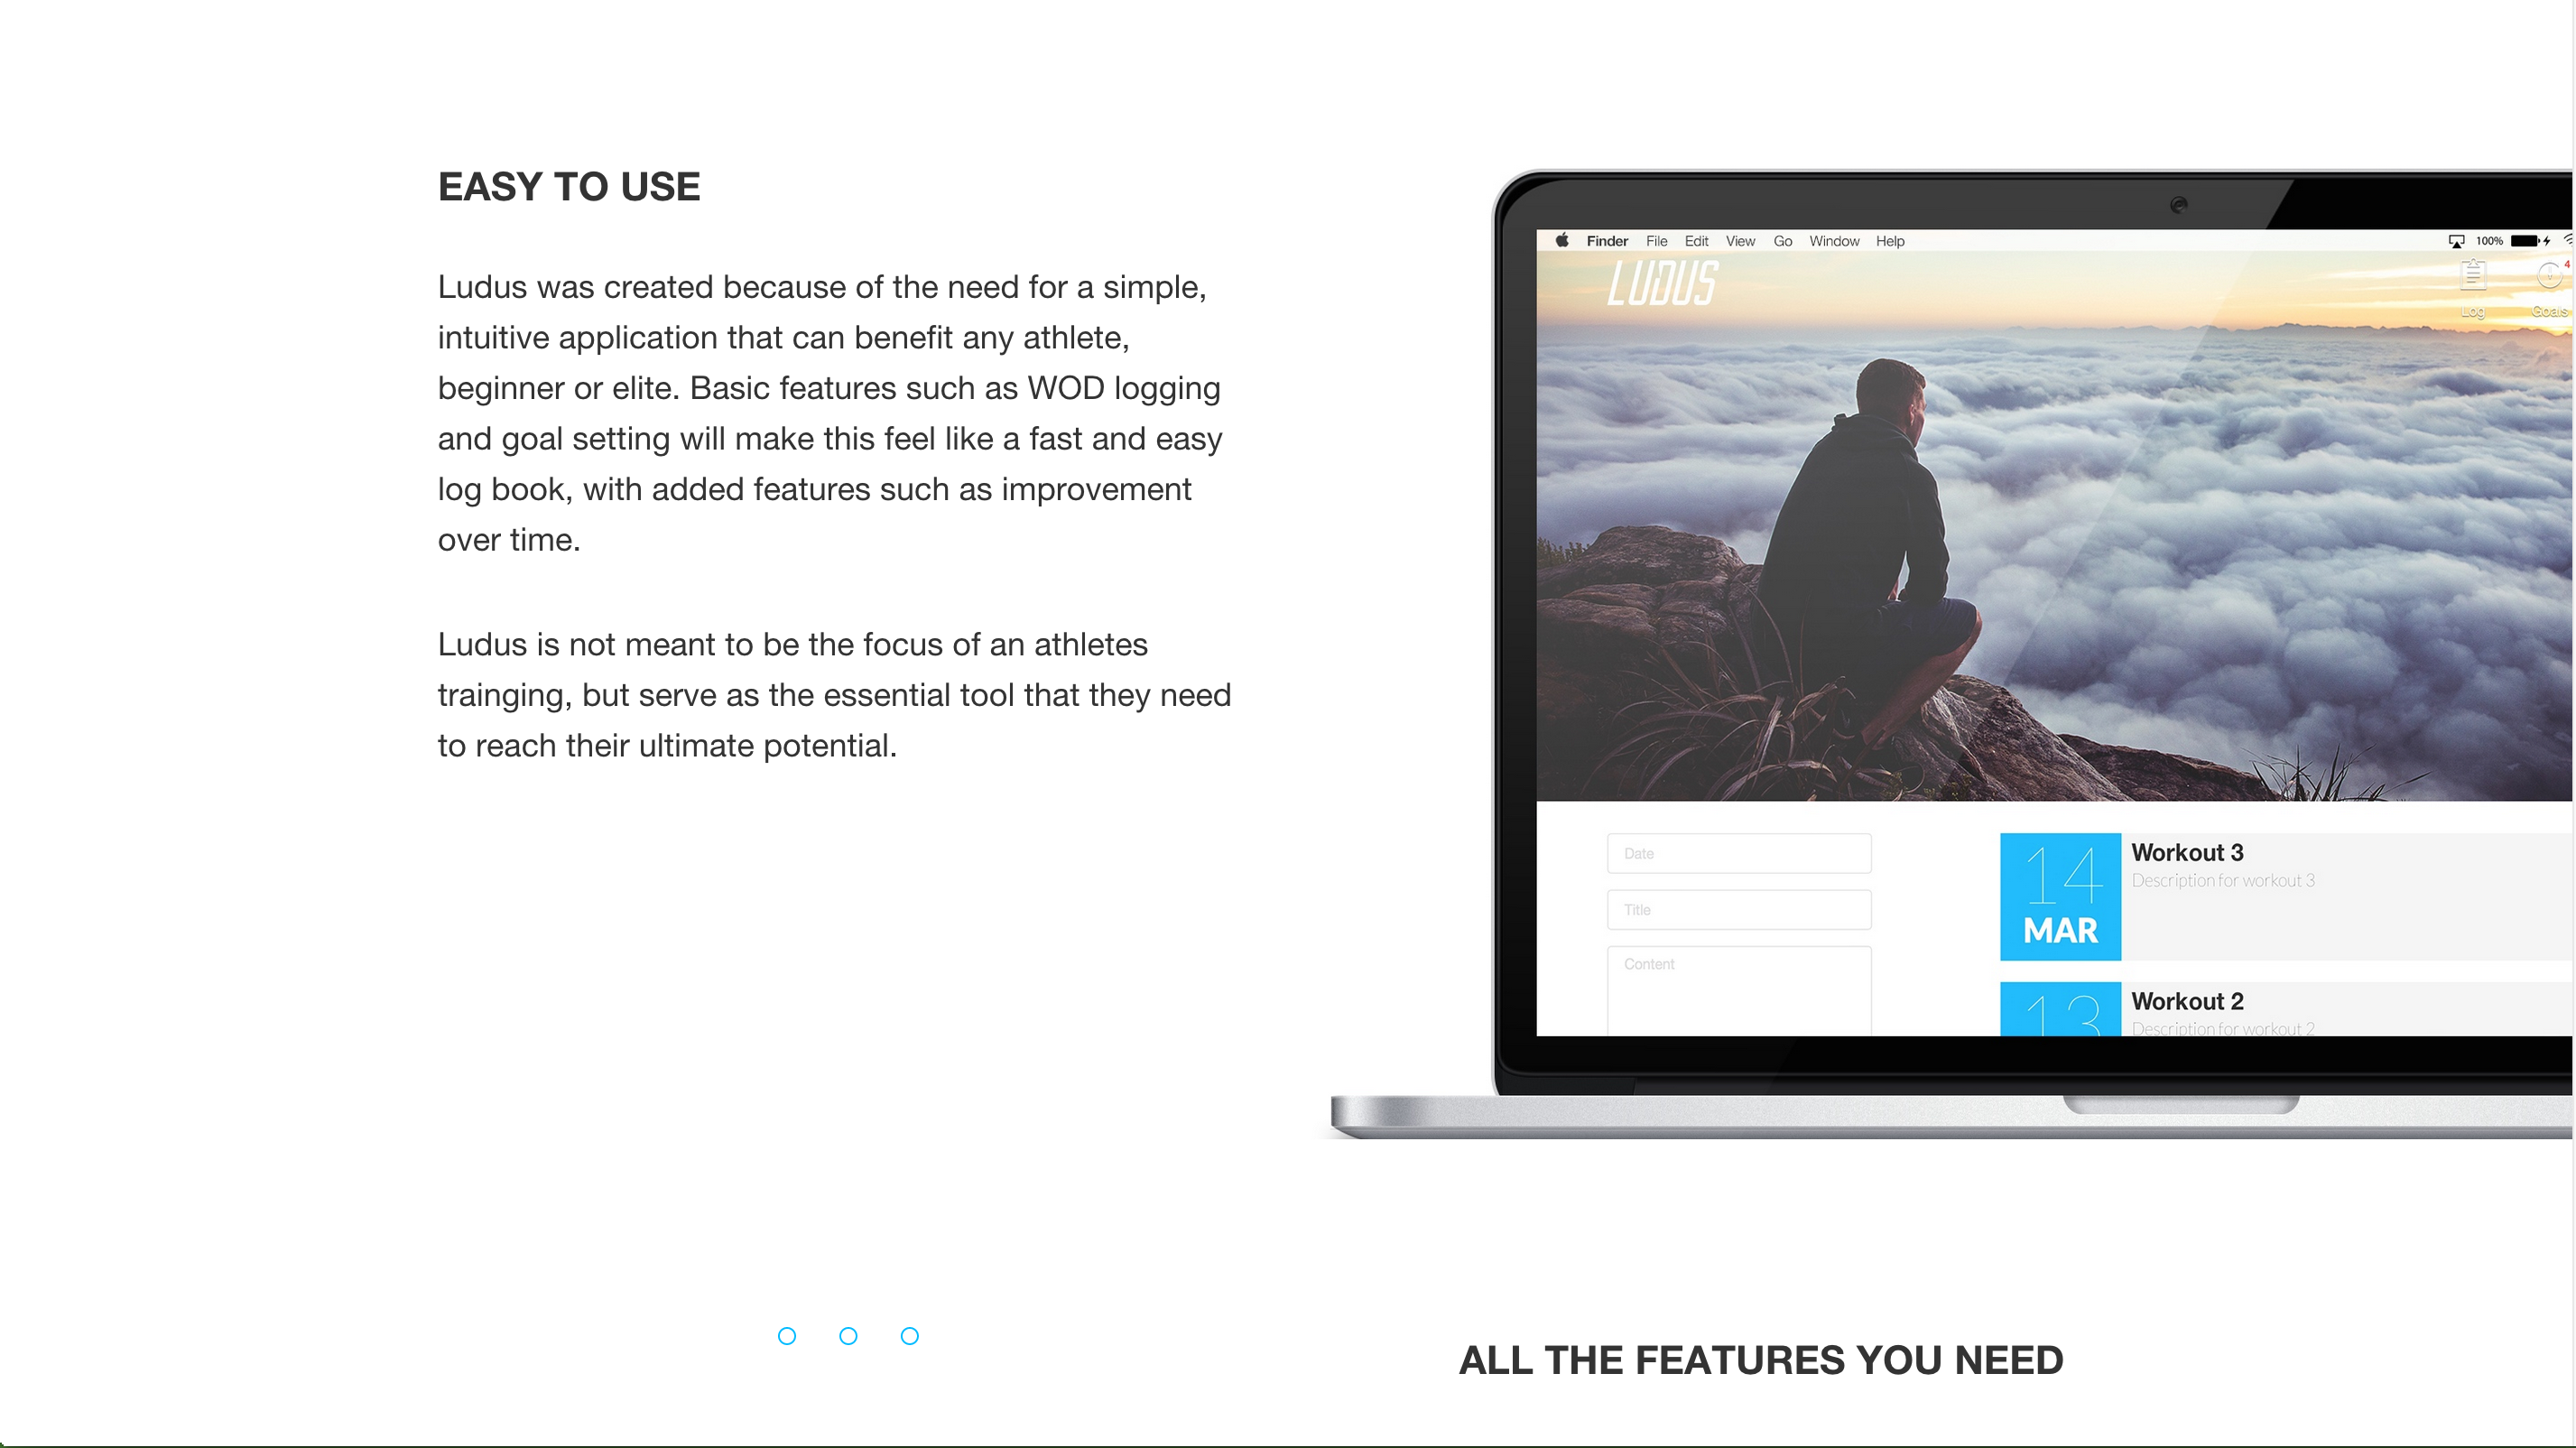 EASY TO USE
Ludus was created because of the need for a simple,
intuitive application that can benefit any athlete,
beginner or elite. Basic features such as WOD logging
and goal setting will make this feel like a fast and easy
log book, with added features such as improvement
over time.
Ludus is not meant to be the focus of an athletes
trainging, but serve as the essential tool that they need
to reach their ultimate potential.
Finder File Edit View Go Window Help 100%
LUDUS
4
Log Goals
Date
Title
Content
14
MAR
Workout 3
Description for workout 3
13
Workout 2
Description for workout 2
ALL THE FEATURES YOU NEED